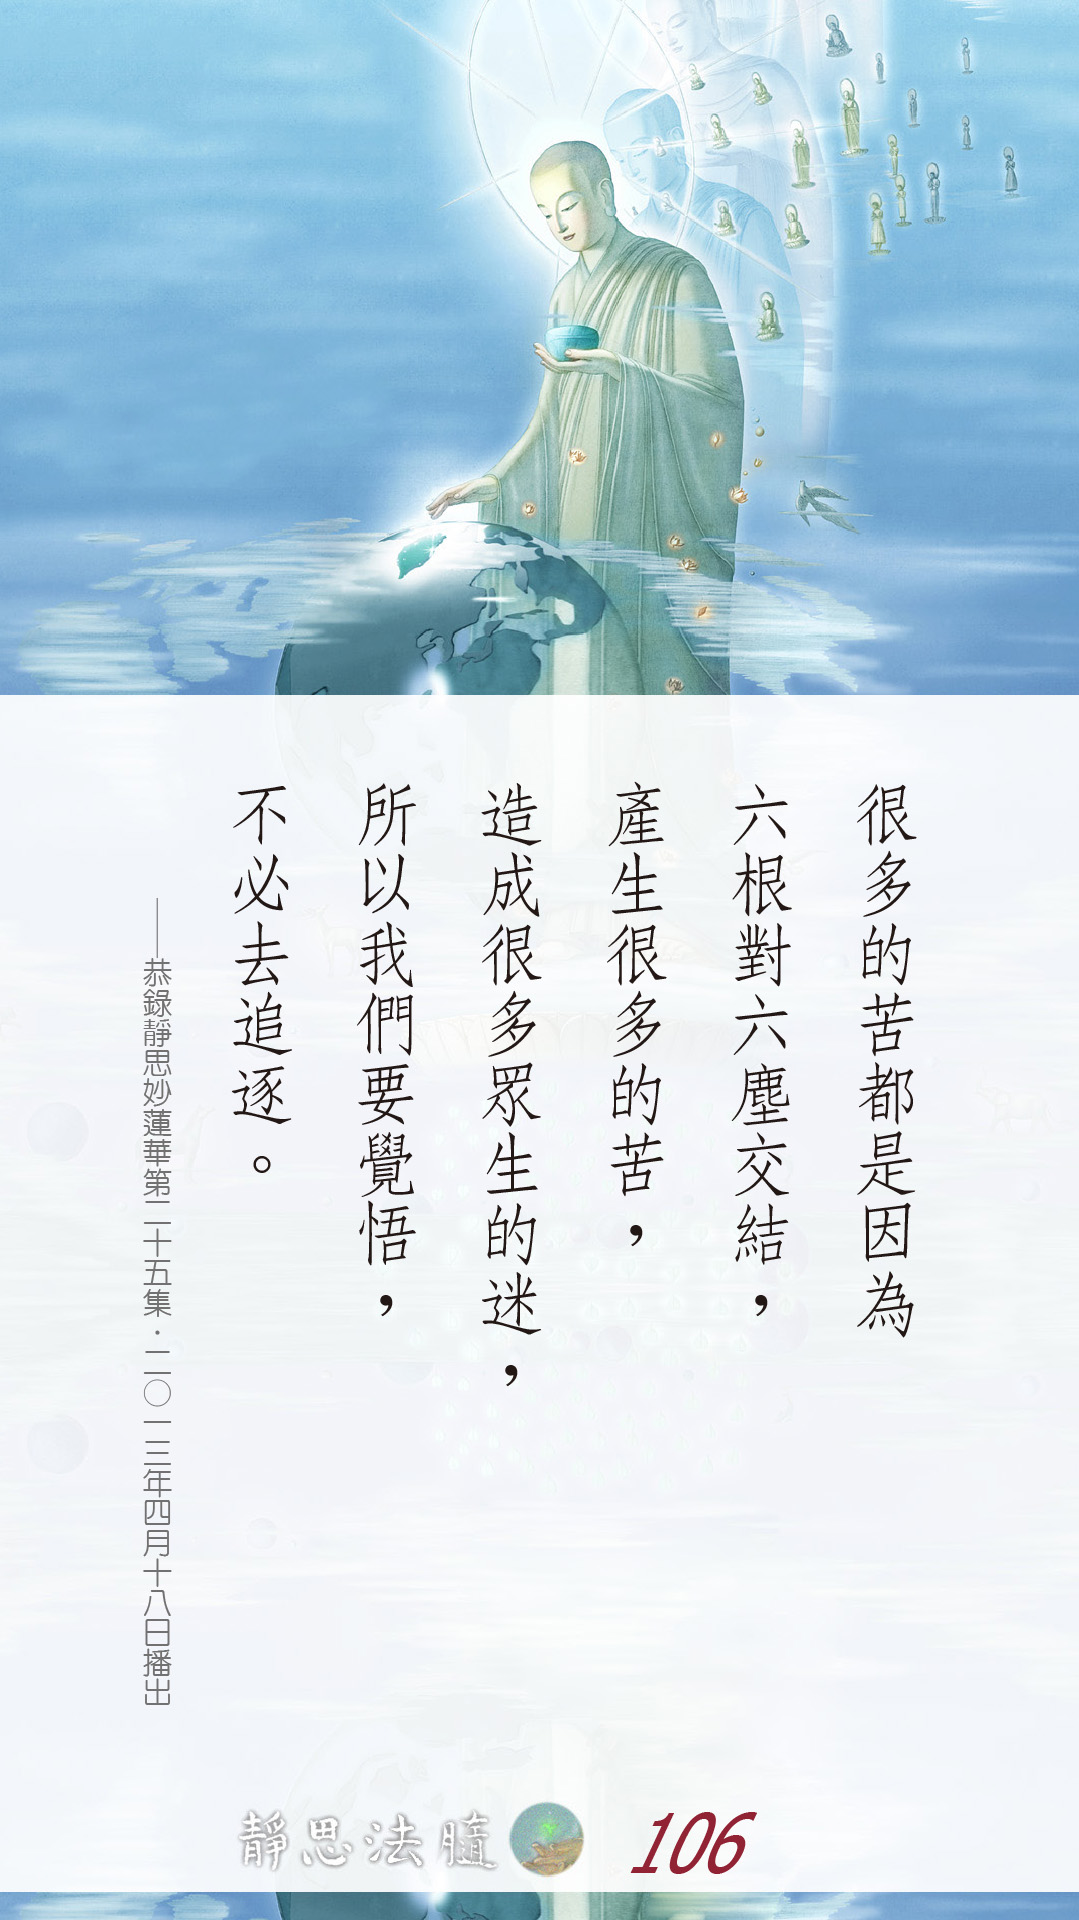 很多的苦都是因為
六根對六塵交結，
產生很多的苦，
造成很多眾生的迷，
所以我們要覺悟，
不必去追逐。
——恭錄靜思妙蓮華第二十五集．二〇一三年四月十八日播出
靜思法髓
106